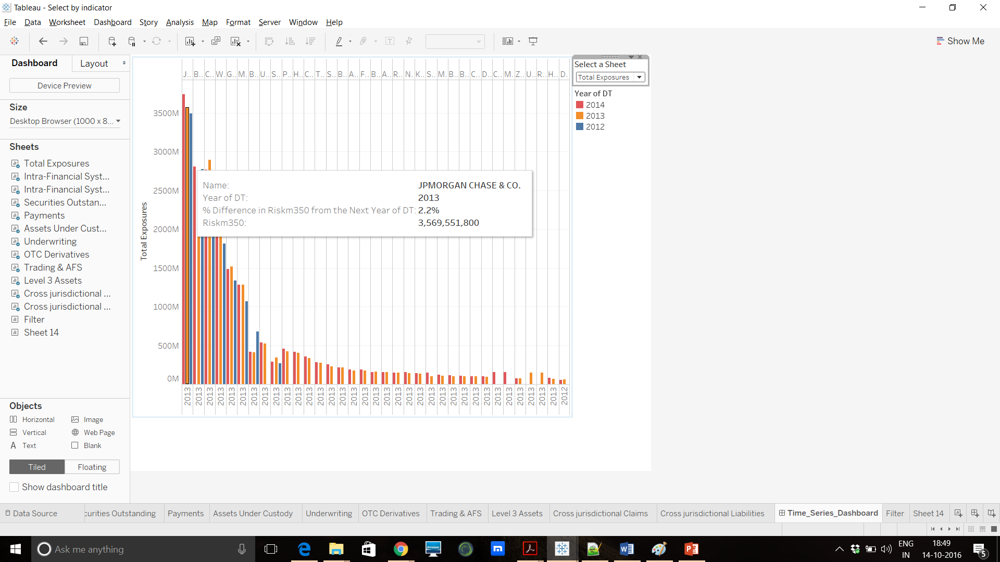 Tableau - Select by indicator
File Data Worksheet Dashboard Story Analysis Map Format Server Window Help
Show Me
Dashboard Layout
Device Preview
Size
Desktop Browser (1000 x 8...
Sheets
Total Exposures
Intra-Financial Syst...
Intra-Financial Syst...
Securities Outstan...
Payments
Assets Under Cust...
Underwriting
OTC Derivatives
Trading & AFS
Level 3 Assets
Cross jurisdictional ...
Cross jurisdictional ...
Filter
Sheet 14
Objects
Horizontal Image
Vertical Web Page
A Text Blank
Tiled Floating
Show dashboard title
J.. B.. C.. W.. G.. M.. B.. U.. S.. P.. H.. C.. T.. S.. B.. A.. F.. B.. A.. R.. N.. K.. S.. M.. B.. B.. C.. D.. C.. M.. Z.. U.. R.. H.. D..
3500M
3000M
2500M
2000M
1500M
1000M
500M
0M
Total Exposures
2013 2013 2013 2013 2013 2013 2013 2013 2013 2013 2013 2013 2013 2013 2013 2013 2013 2013 2013 2013 2013 2013 2013 2013 2013 2013 2013 2013 2013 2013 2013 2013 2013 2013 2012
Name: JPMORGAN CHASE & CO.
Year of DT: 2013
% Difference in Riskm350 from the Next Year of DT: 2.2%
Riskm350: 3,569,551,800
Select a Sheet
Total Exposures
Year of DT
2014
2013
2012
Data Source curities Outstanding Payments Assets Under Custody Underwriting OTC Derivatives Trading & AFS Level 3 Assets Cross jurisdictional Claims Cross jurisdictional Liabilities Time_Series_Dashboard Filter Sheet 14
Ask me anything
ENG
IN
18:49
14-10-2016
5